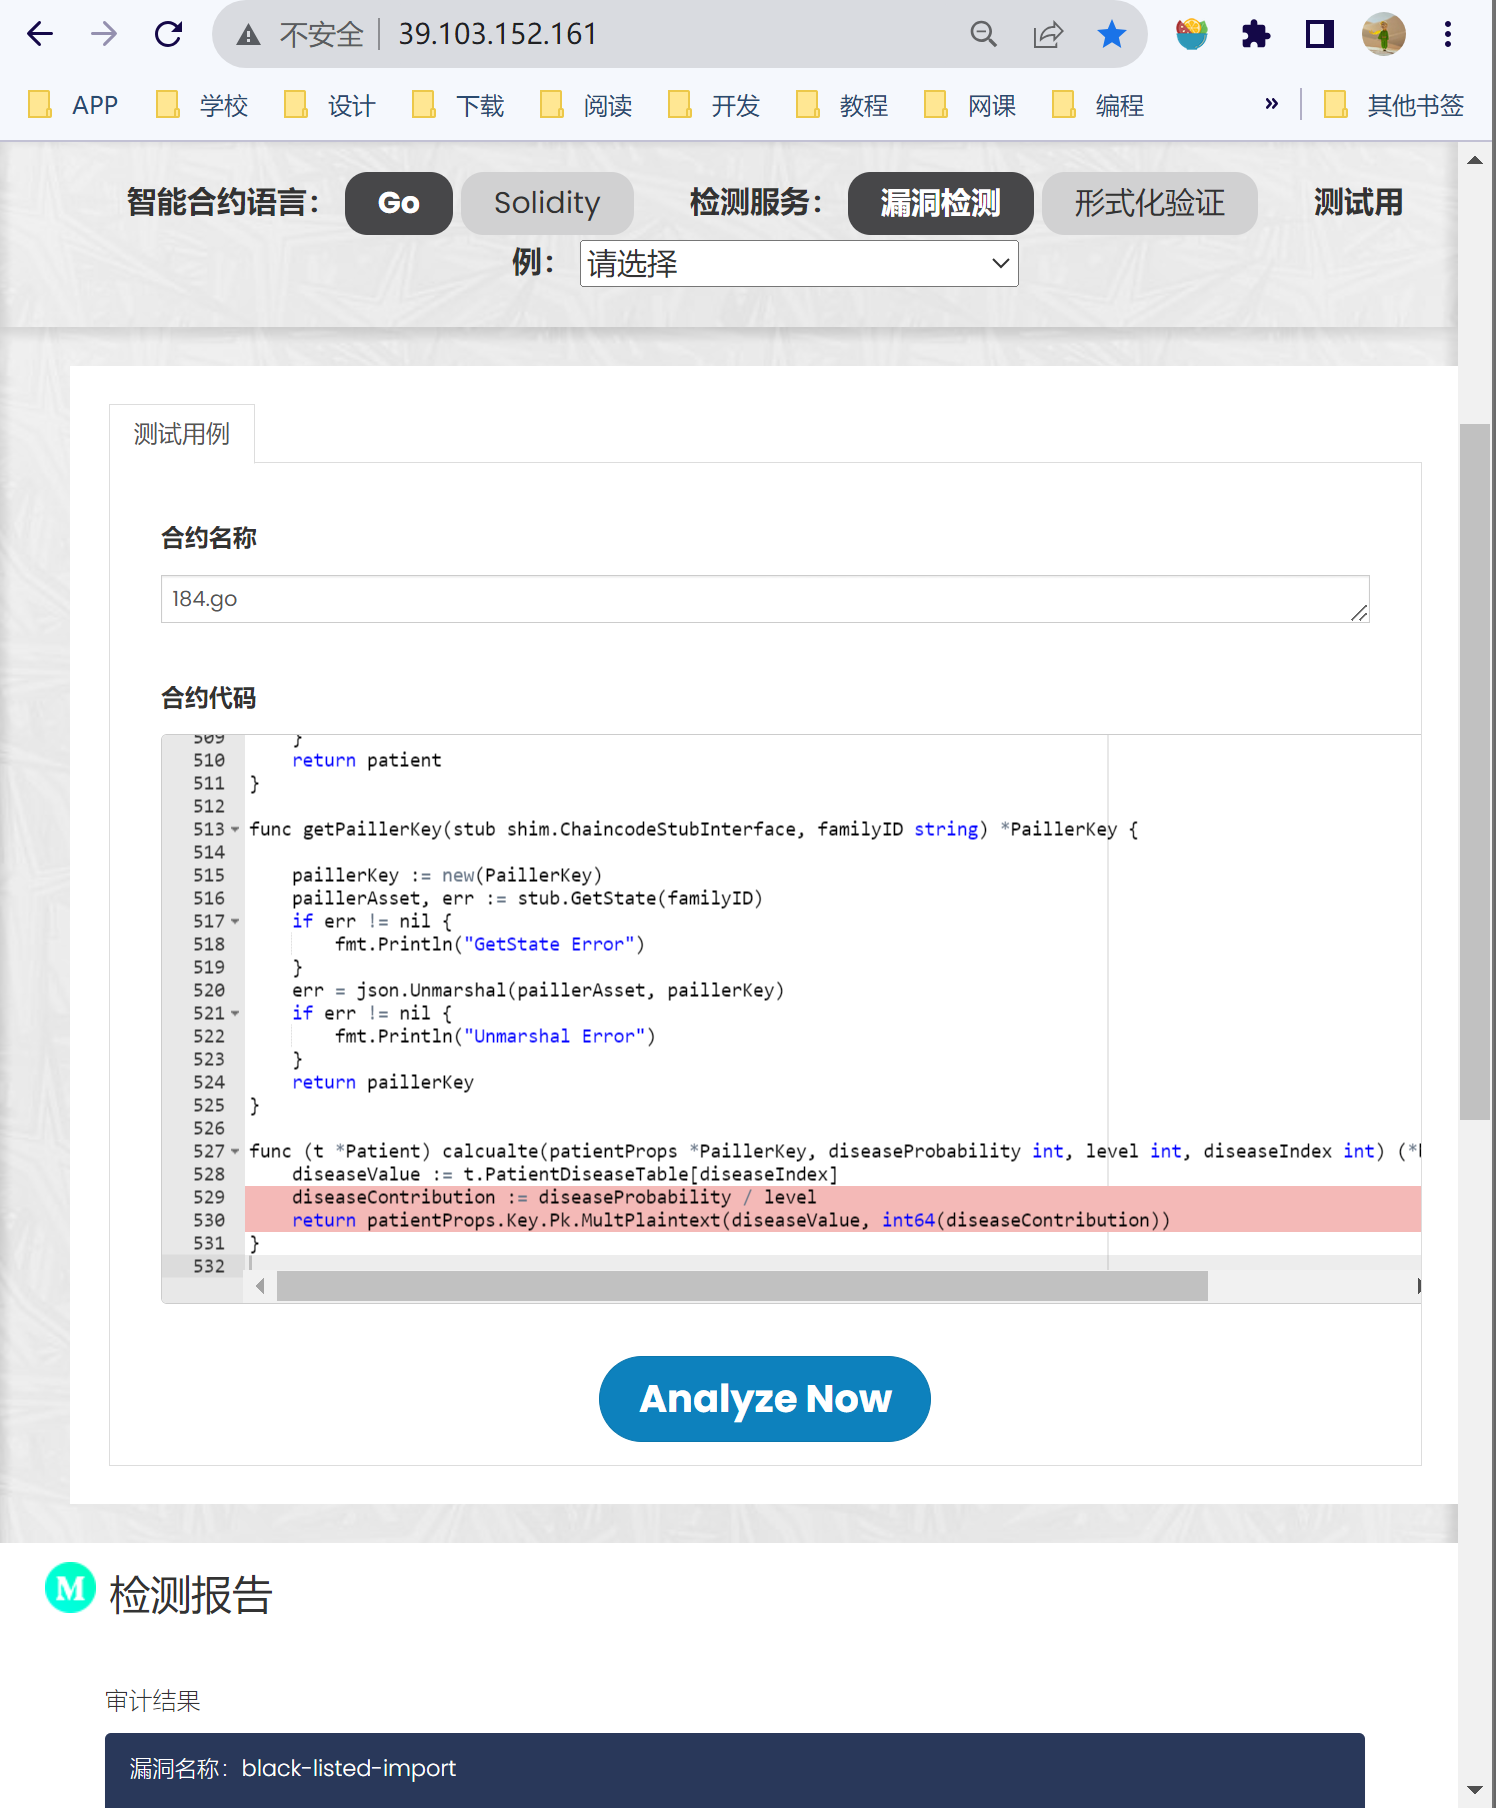 不安全 39.103.152.161
APP 学校 设计 下载 阅读 开发 教程 网课 编程 » 其他书签
智能合约语言： Go Solidity 检测服务： 漏洞检测 形式化验证 测试用
例： 请选择
测试用例
合约名称
184.go
合约代码
509 }
510 return patient
511 }
512
513 func getPaillerKey(stub shim.ChaincodeStubInterface, familyID string) *PaillerKey {
514
515 paillerKey := new(PaillerKey)
516 paillerAsset, err := stub.GetState(familyID)
517 if err != nil {
518 fmt.Println("GetState Error")
519 }
520 err = json.Unmarshal(paillerAsset, paillerKey)
521 if err != nil {
522 fmt.Println("Unmarshal Error")
523 }
524 return paillerKey
525 }
526
527 func (t *Patient) calcualte(patientProps *PaillerKey, diseaseProbability int, level int, diseaseIndex int) (*
528 diseaseValue := t.PatientDiseaseTable[diseaseIndex]
529 diseaseContribution := diseaseProbability / level
530 return patientProps.Key.Pk.MultPlaintext(diseaseValue, int64(diseaseContribution))
531 }
532
Analyze Now
M 检测报告
审计结果
漏洞名称：black-listed-import